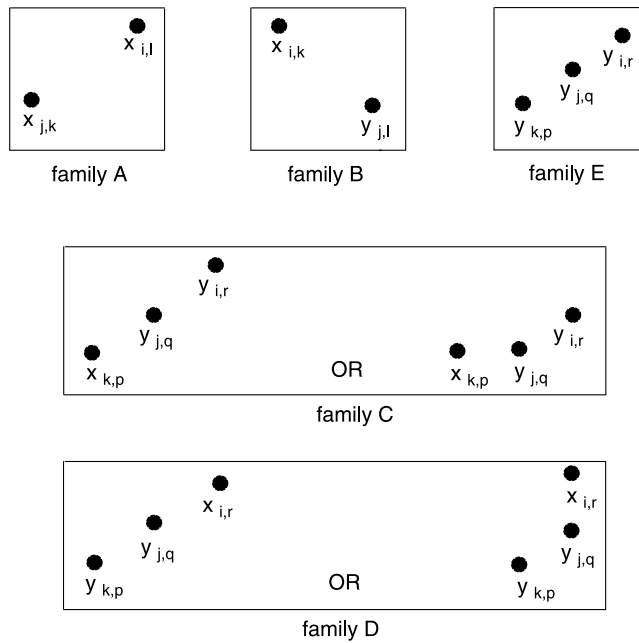 x i,l
x j,k
family A
x i,k
y j,l
family B
y i,r
y j,q
y k,p
family E
y i,r
y j,q
x k,p
OR
x k,p
y j,q
y i,r
family C
x i,r
y j,q
y k,p
OR
x i,r
y j,q
y k,p
family D